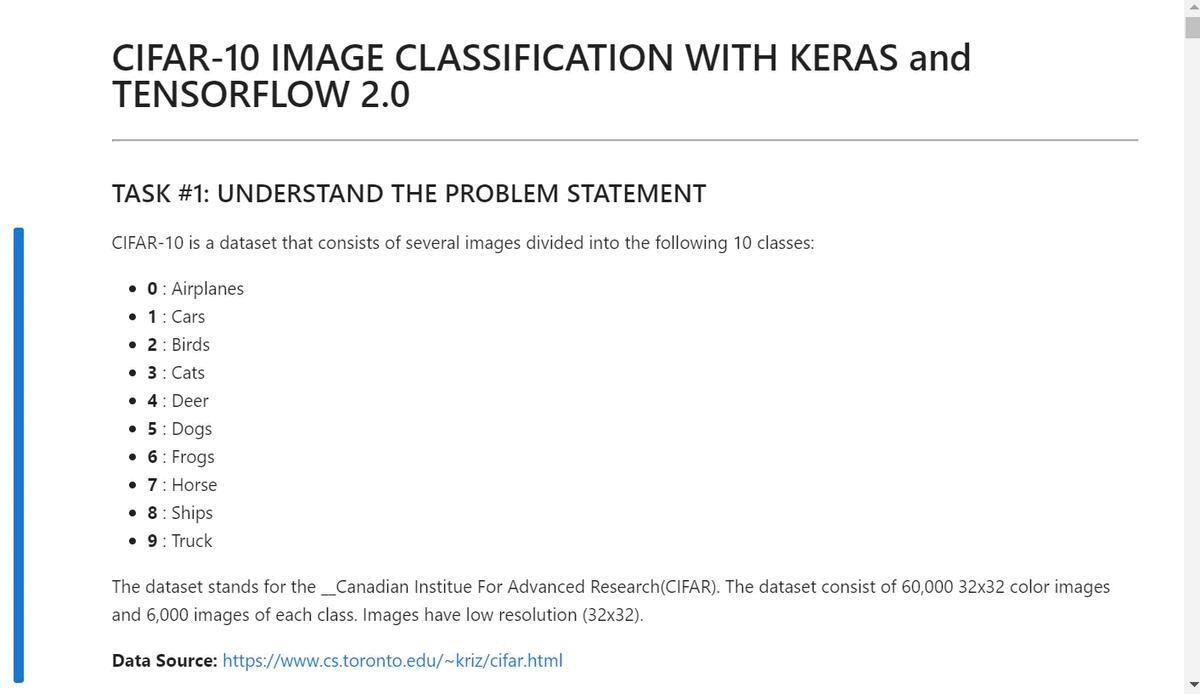 CIFAR-10 IMAGE CLASSIFICATION WITH KERAS and
TENSORFLOW 2.0
TASK #1: UNDERSTAND THE PROBLEM STATEMENT
CIFAR-10 is a dataset that consists of several images divided into the following 10 classes:
• 0 : Airplanes
• 1 : Cars
• 2 : Birds
• 3 : Cats
• 4 : Deer
• 5 : Dogs
• 6 : Frogs
• 7 : Horse
• 8 : Ships
• 9 : Truck
The dataset stands for the __Canadian Institue For Advanced Research(CIFAR). The dataset consist of 60,000 32x32 color images
and 6,000 images of each class. Images have low resolution (32x32).
Data Source: https://www.cs.toronto.edu/~kriz/cifar.html